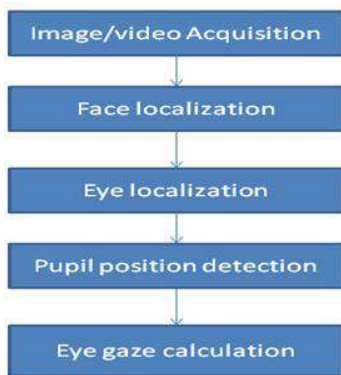 Image/video Acquisition
Face localization
Eye localization
Pupil position detection
Eye gaze calculation